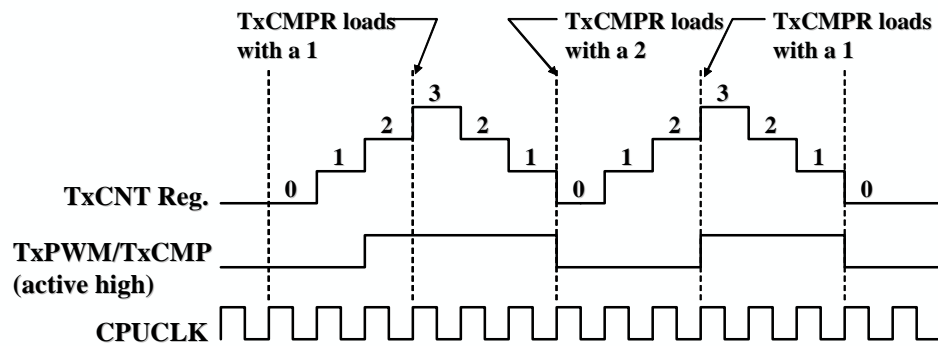 TxCMPR loads
with a 1
TxCMPR loads
with a 2
TxCMPR loads
with a 1
3
3
2
2
2
2
1
1
1
1
0
0
0
TxCNT Reg.
TxPWM/TxCMP
(active high)
CPUCLK